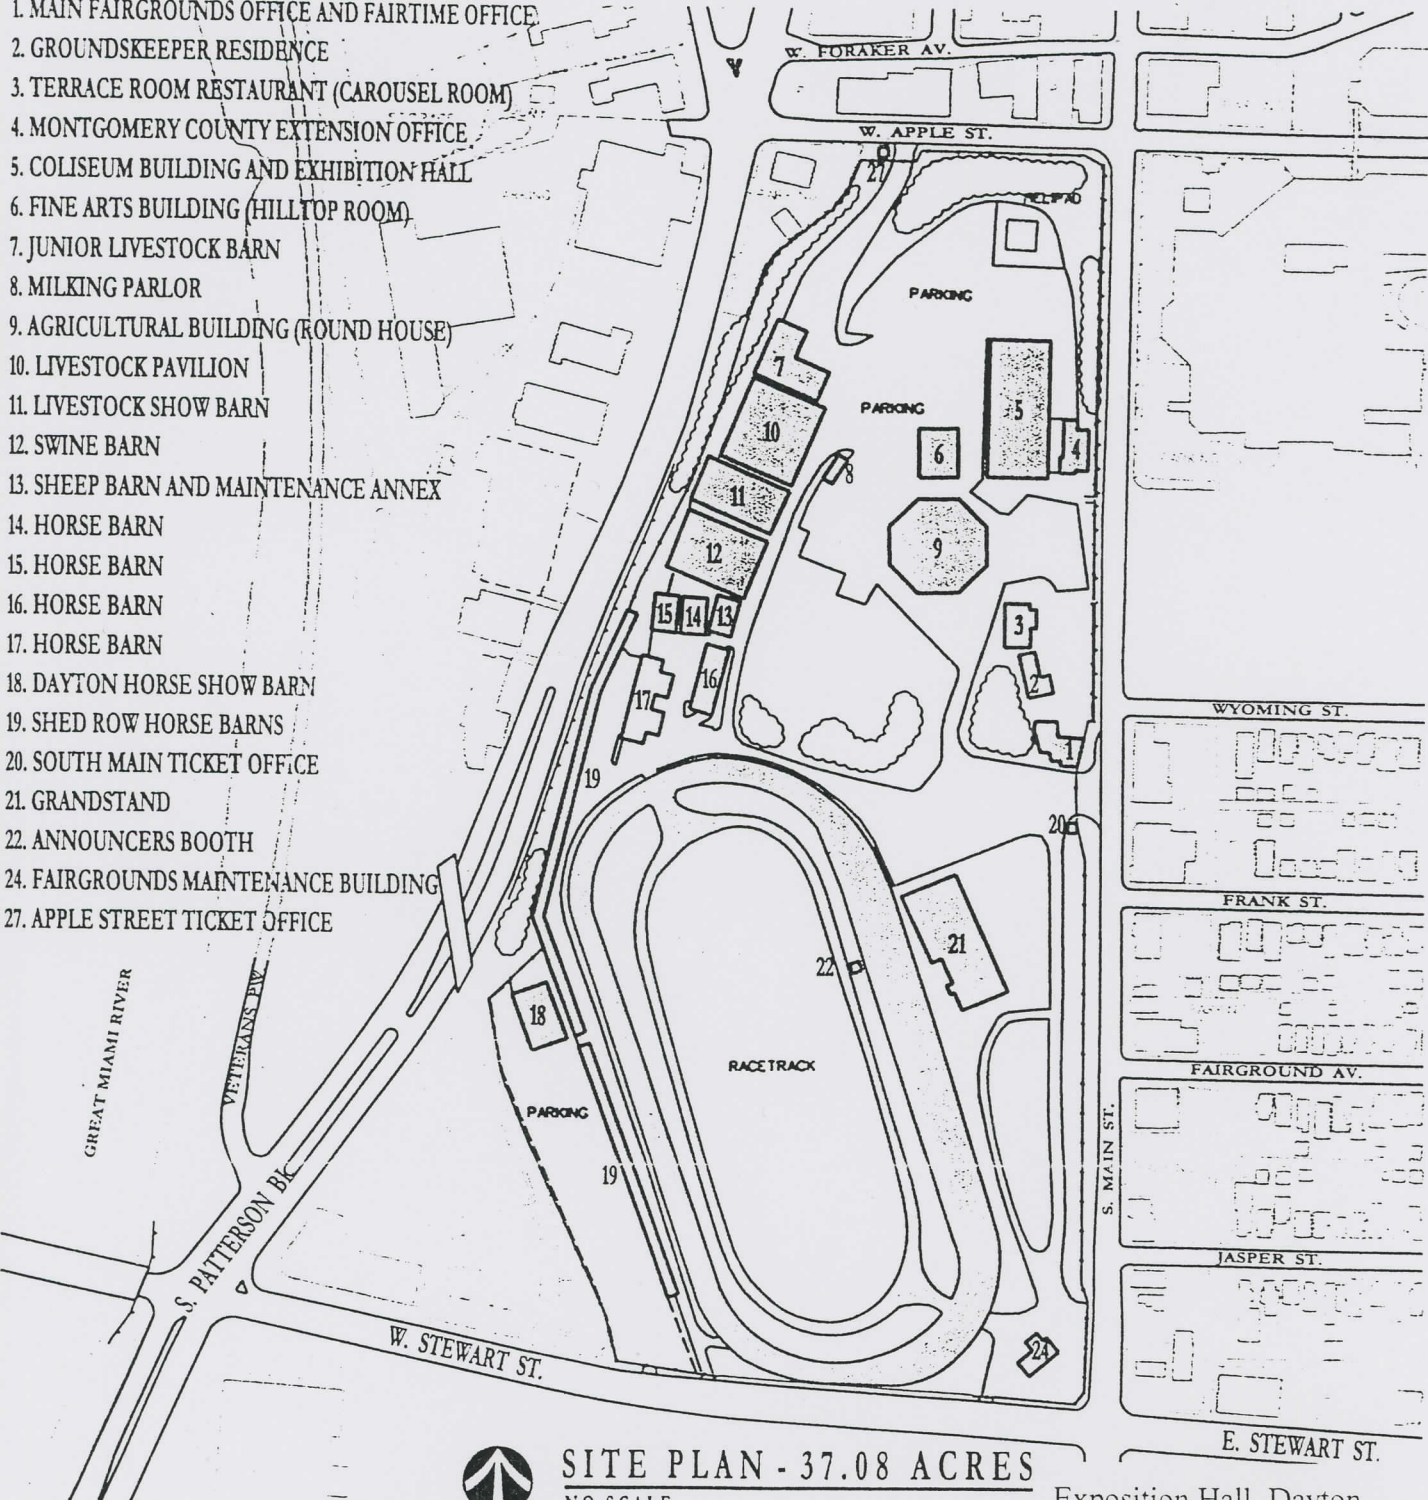 1. MAIN FAIRGROUNDS OFFICE AND FAIRTIME OFFICE
2. GROUNDSKEEPER RESIDENCE
3. TERRACE ROOM RESTAURANT (CAROUSEL ROOM)
4. MONTGOMERY COUNTY EXTENSION OFFICE
5. COLISEUM BUILDING AND EXHIBITION HALL
6. FINE ARTS BUILDING (HILLTOP ROOM)
7. JUNIOR LIVESTOCK BARN
8. MILKING PARLOR
9. AGRICULTURAL BUILDING (ROUND HOUSE)
10. LIVESTOCK PAVILION
11. LIVESTOCK SHOW BARN
12. SWINE BARN
13. SHEEP BARN AND MAINTENANCE ANNEX
14. HORSE BARN
15. HORSE BARN
16. HORSE BARN
17. HORSE BARN
18. DAYTON HORSE SHOW BARN
19. SHED ROW HORSE BARNS
20. SOUTH MAIN TICKET OFFICE
21. GRANDSTAND
22. ANNOUNCERS BOOTH
24. FAIRGROUNDS MAINTENANCE BUILDING
27. APPLE STREET TICKET OFFICE
W. FORAKER AV.
W. APPLE ST.
27
HELIPAD
PARKING
7
PARKING
5
10
6
4
8
11
9
12
15
14
13
3
16
2
17
WYOMING ST.
1
19
20
FRANK ST.
21
22
18
GREAT MIAMI RIVER
VETERANS PW
RACETRACK
FAIRGROUND AV.
PARKING
19
S. MAIN ST.
S. PATTERSON BK
JASPER ST.
W. STEWART ST.
24
E. STEWART ST.
SITE PLAN - 37.08 ACRES
NO SCALE
Exposition Hall, Dayton